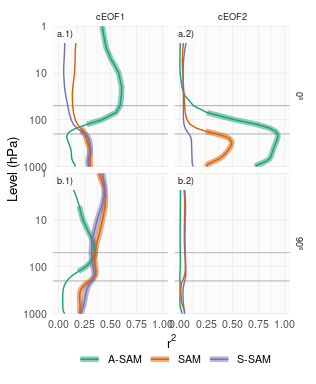 cEOF1 cEOF2
a.1) a.2)
1
10
100
1000
0°
b.1) b.2)
1
10
100
1000
90°
Level (hPa)
0.00 0.25 0.50 0.75 1.00 0.00 0.25 0.50 0.75 1.00
r²
A-SAM SAM S-SAM